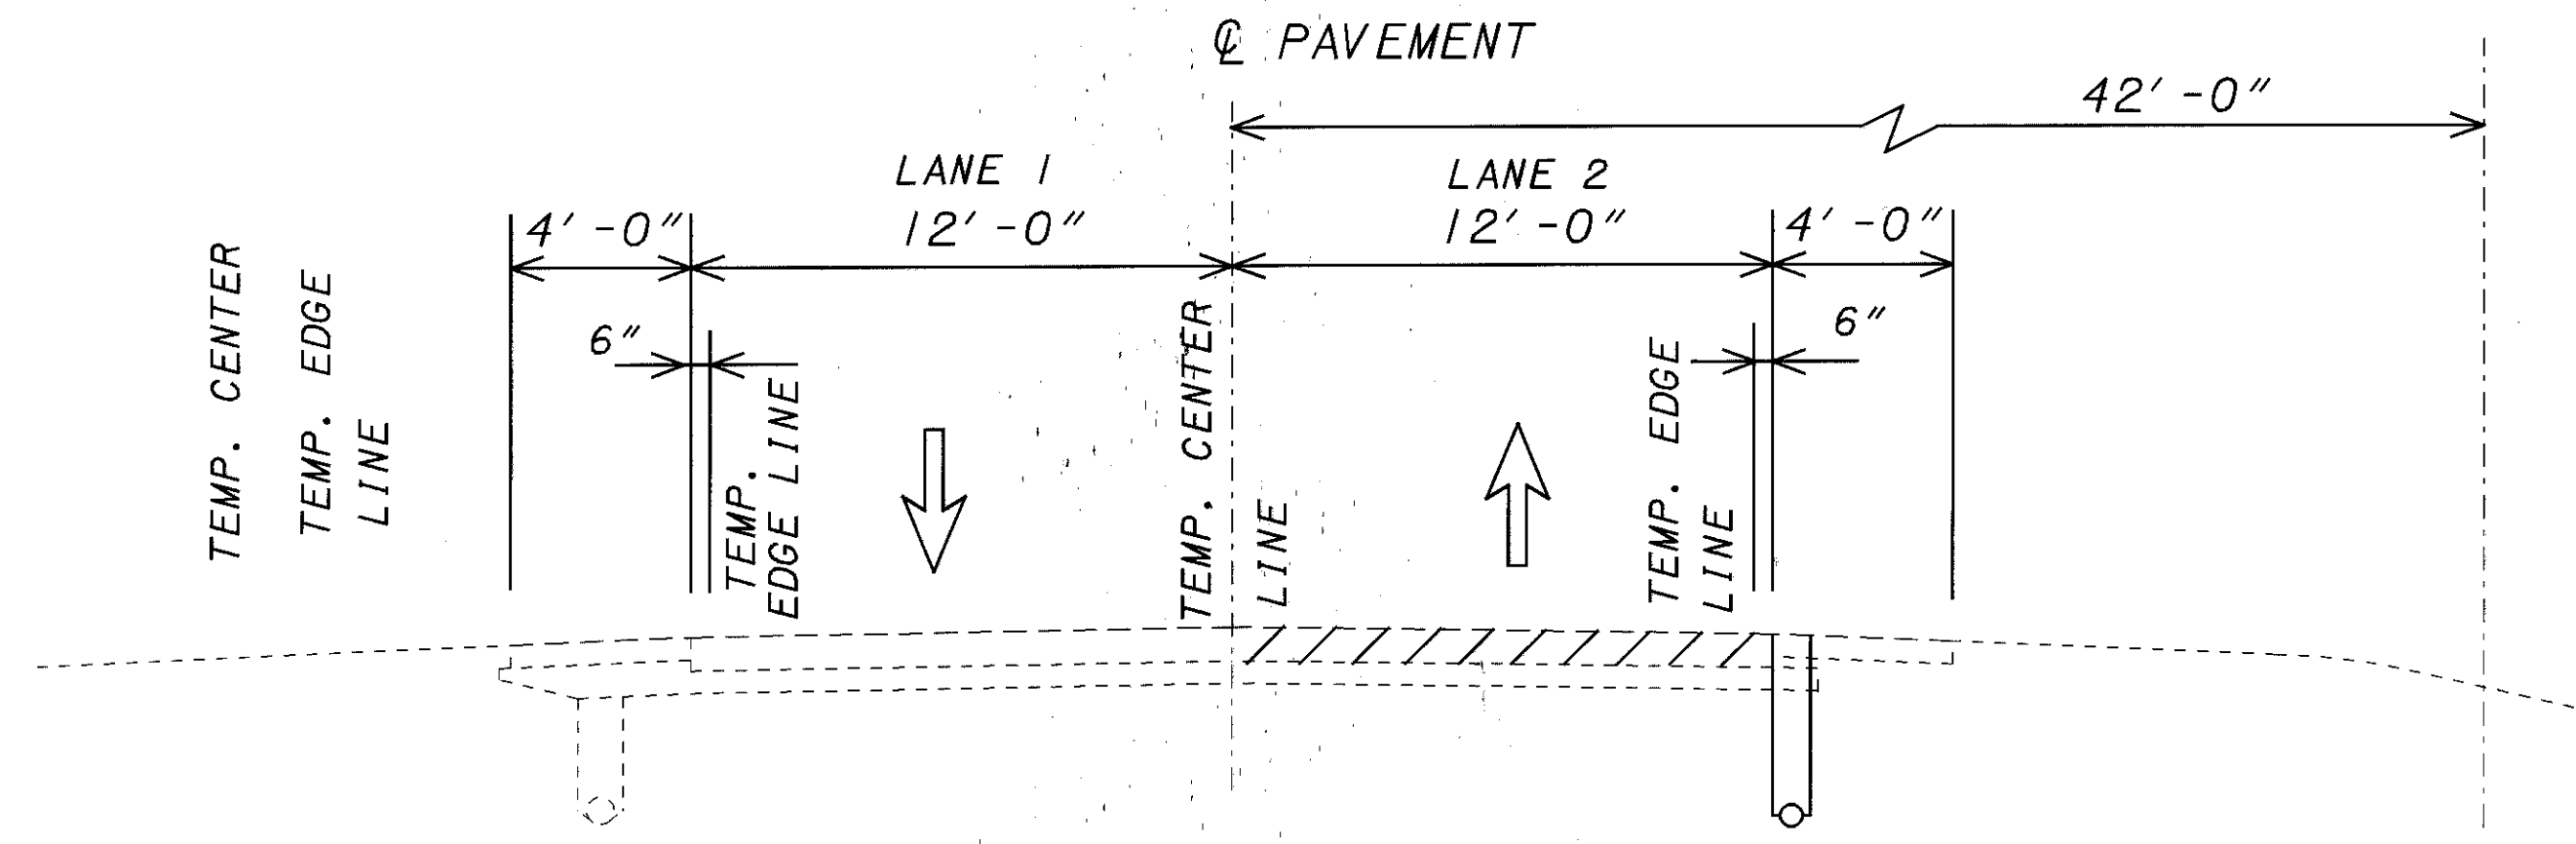 ℄ PAVEMENT
42'-0"
LANE 1
LANE 2
4'-0"
12'-0"
12'-0"
4'-0"
6"
6"
TEMP. CENTER
TEMP. EDGE
LINE
TEMP.
EDGE LINE
TEMP. CENTER
LINE
TEMP. EDGE
LINE